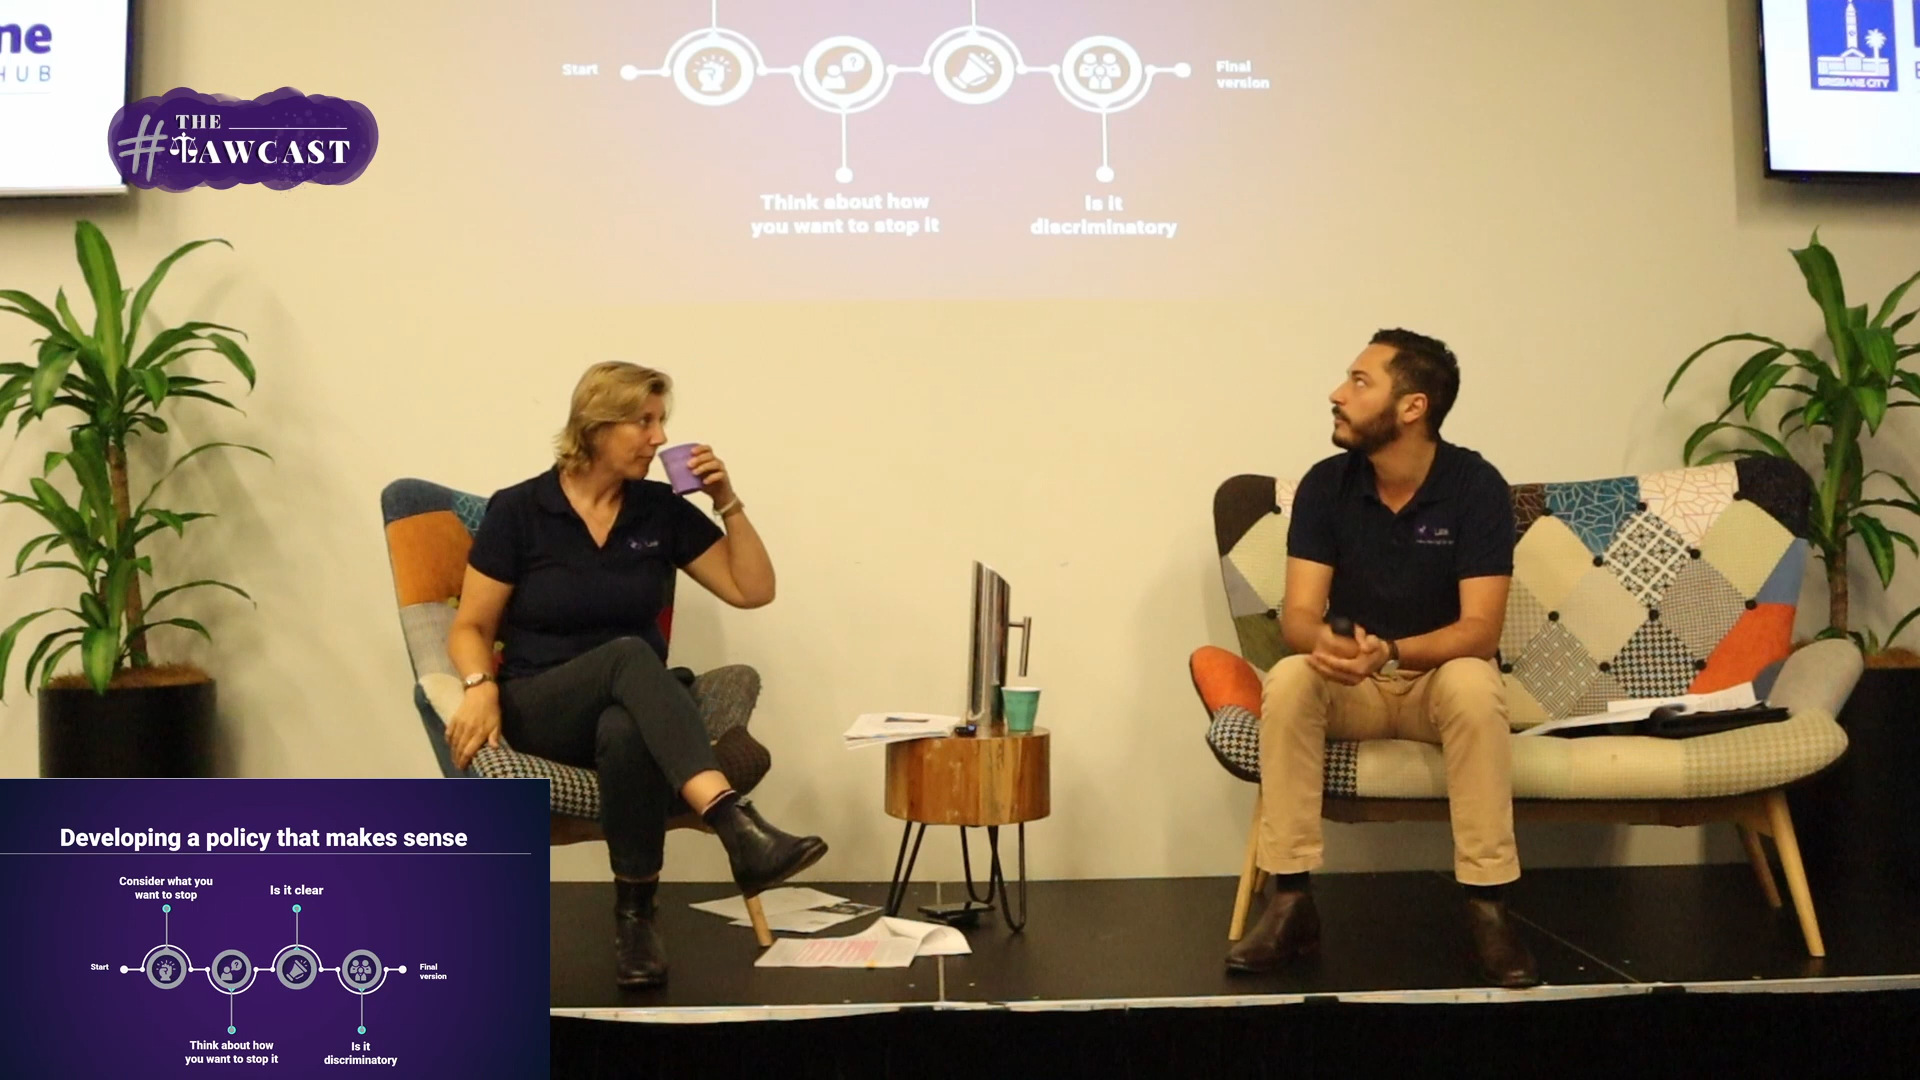 ne
HUB
#THE
LAWCAST
Start
Final
version
Think about how
you want to stop it
Is it
discriminatory
BRISBANE CITY
LAW
Developing a policy that makes sense
Consider what you
want to stop
Is it clear
Start
Final
version
Think about how
you want to stop it
Is it
discriminatory